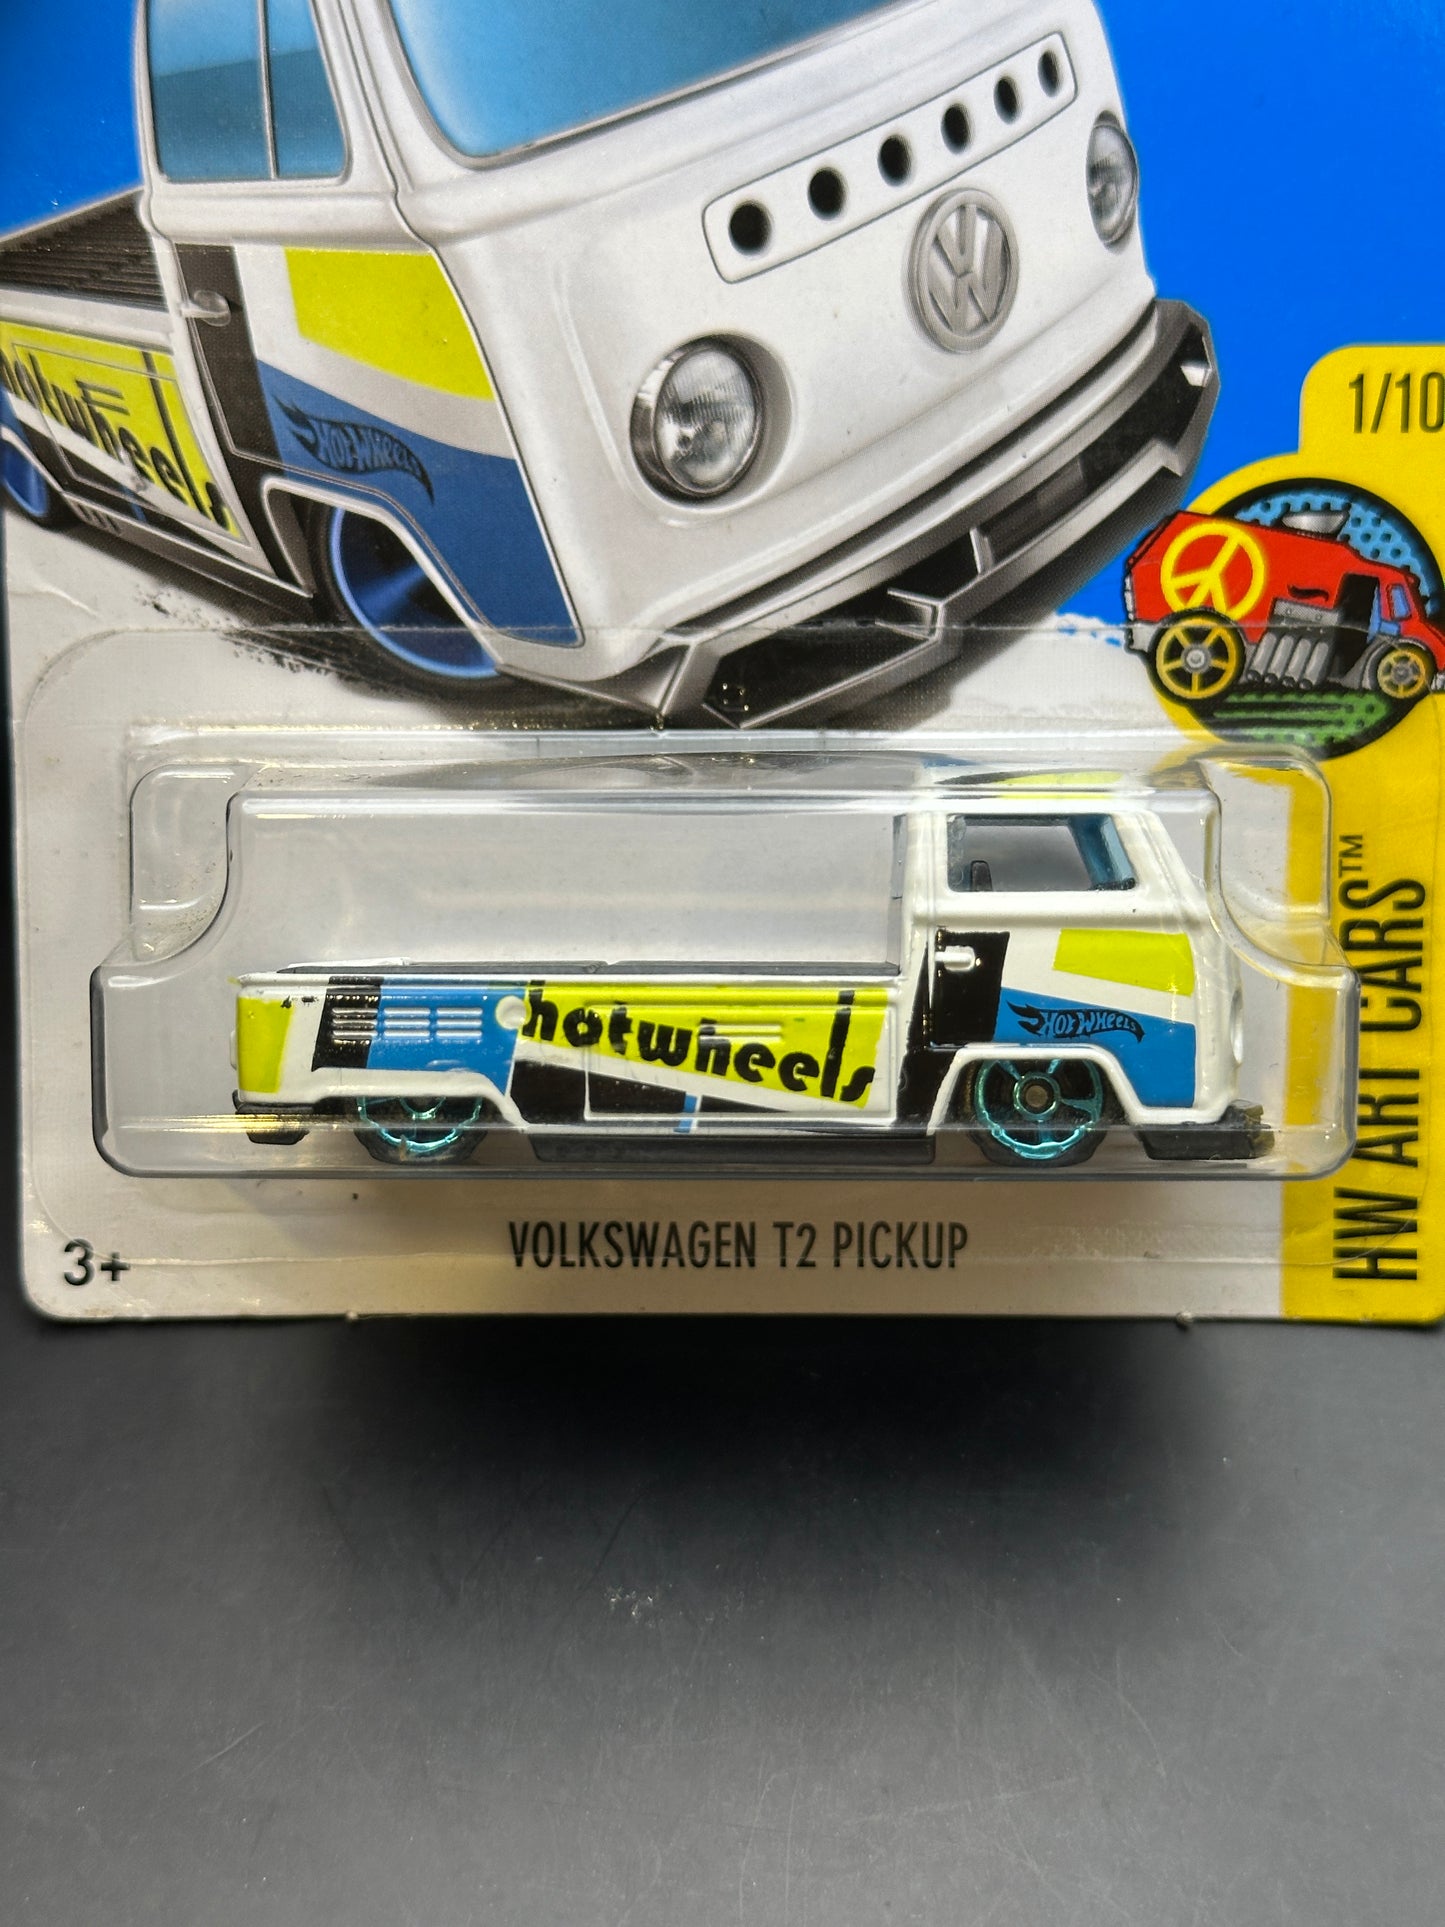 1/10
hotwheels
HOT WHEELS
HW ART CARS™
hotwheels
HOT WHEELS
VOLKSWAGEN T2 PICKUP
3+